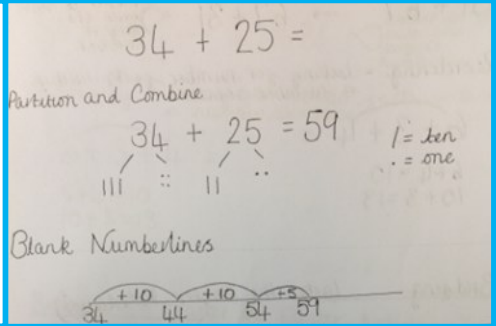 34 + 25 =
Partition and Combine
34 + 25 = 59
| = ten
. = one
||| :: || ..
Blank Numberlines
+10 +10 +5
34 44 54 59